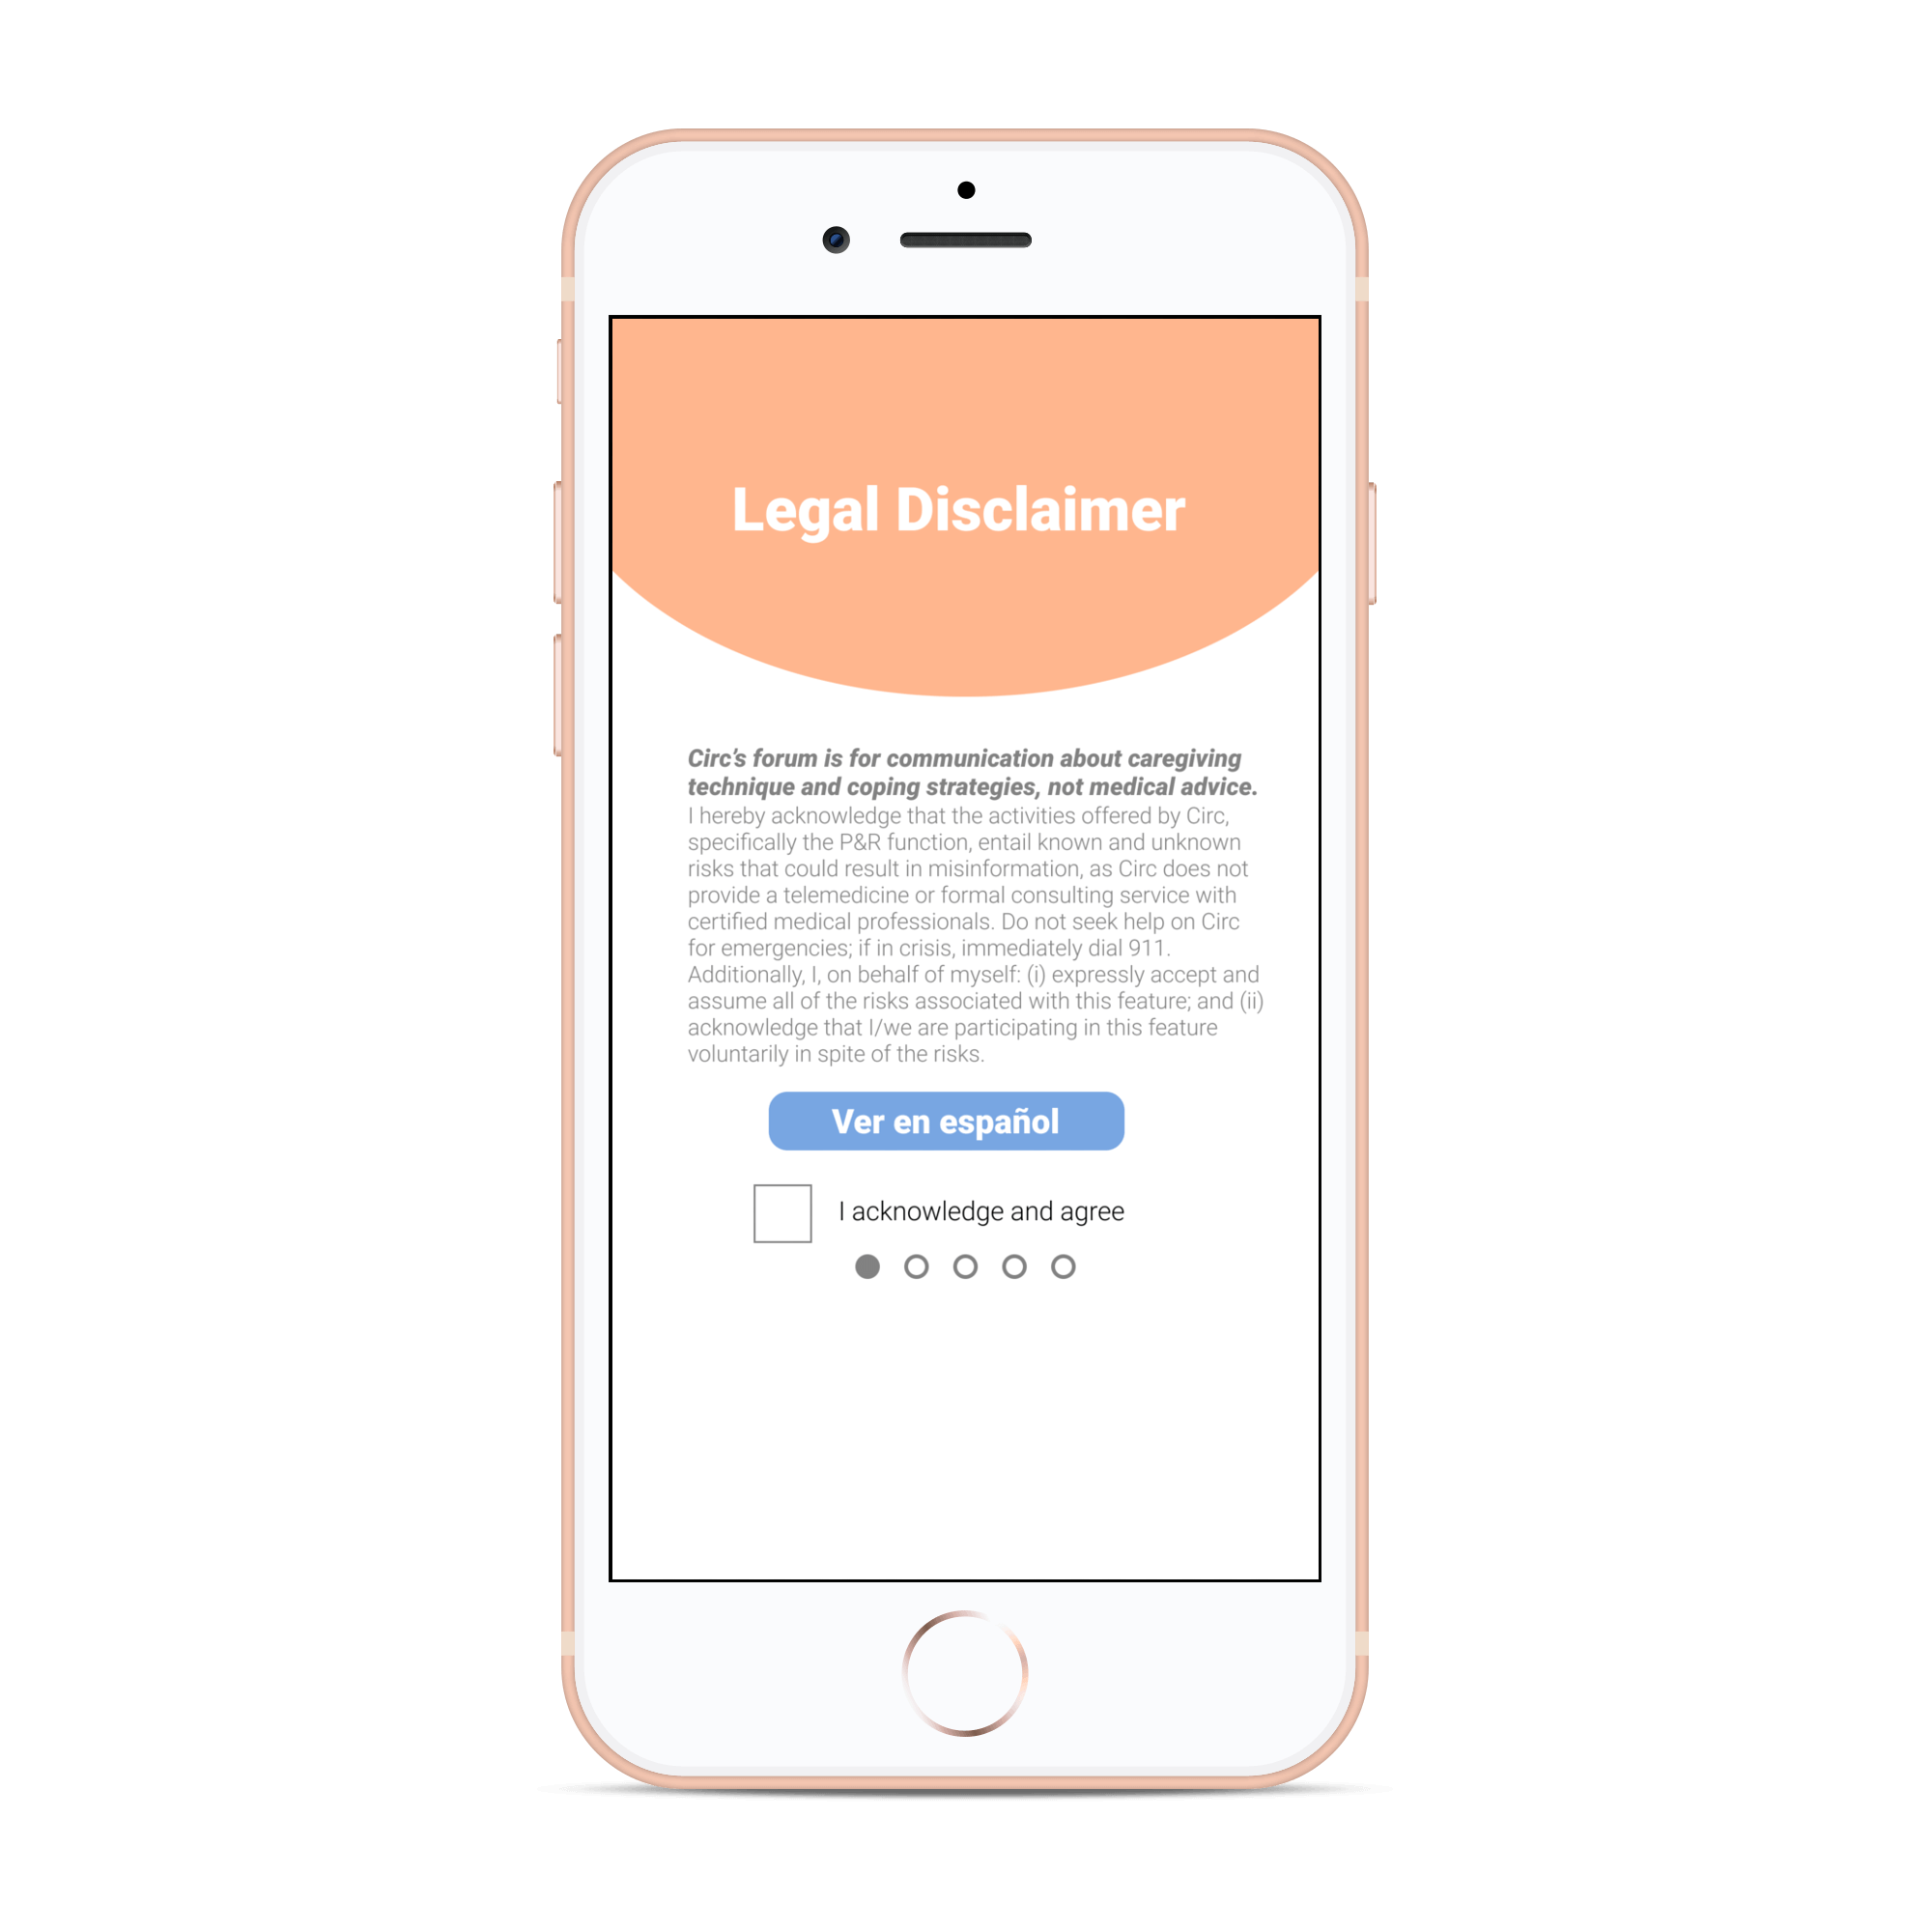 Legal Disclaimer
Circ’s forum is for communication about caregiving
technique and coping strategies, not medical advice.
I hereby acknowledge that the activities offered by Circ,
specifically the P&R function, entail known and unknown
risks that could result in misinformation, as Circ does not
provide a telemedicine or formal consulting service with
certified medical professionals. Do not seek help on Circ
for emergencies; if in crisis, immediately dial 911.
Additionally, I, on behalf of myself: (i) expressly accept and
assume all of the risks associated with this feature; and (ii)
acknowledge that I/we are participating in this feature
voluntarily in spite of the risks.
Ver en español
I acknowledge and agree